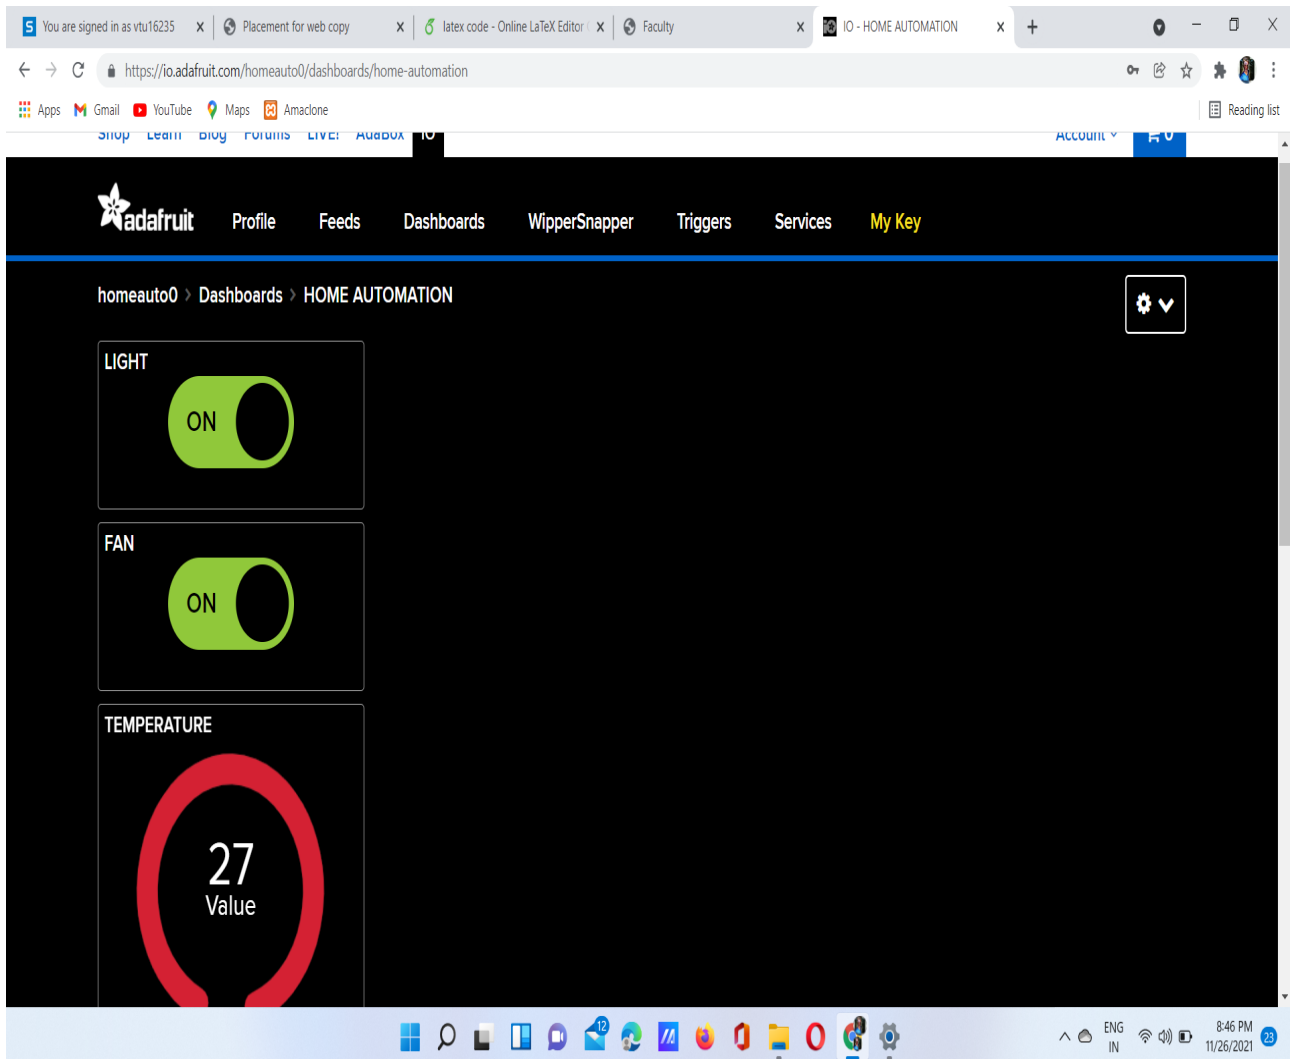 You are signed in as vtu16235
Placement for web copy
latex code - Online LaTeX Editor
Faculty
IO - HOME AUTOMATION
https://io.adafruit.com/homeauto0/dashboards/home-automation
Apps Gmail YouTube Maps Amaclone Reading list
Shop Learn Blog Forums LIVE! AdaBox IO Account 0
adafruit Profile Feeds Dashboards WipperSnapper Triggers Services My Key
homeauto0 > Dashboards > HOME AUTOMATION
LIGHT
ON
FAN
ON
TEMPERATURE
27
Value
12
ENG
IN
8:46 PM
11/26/2021
23